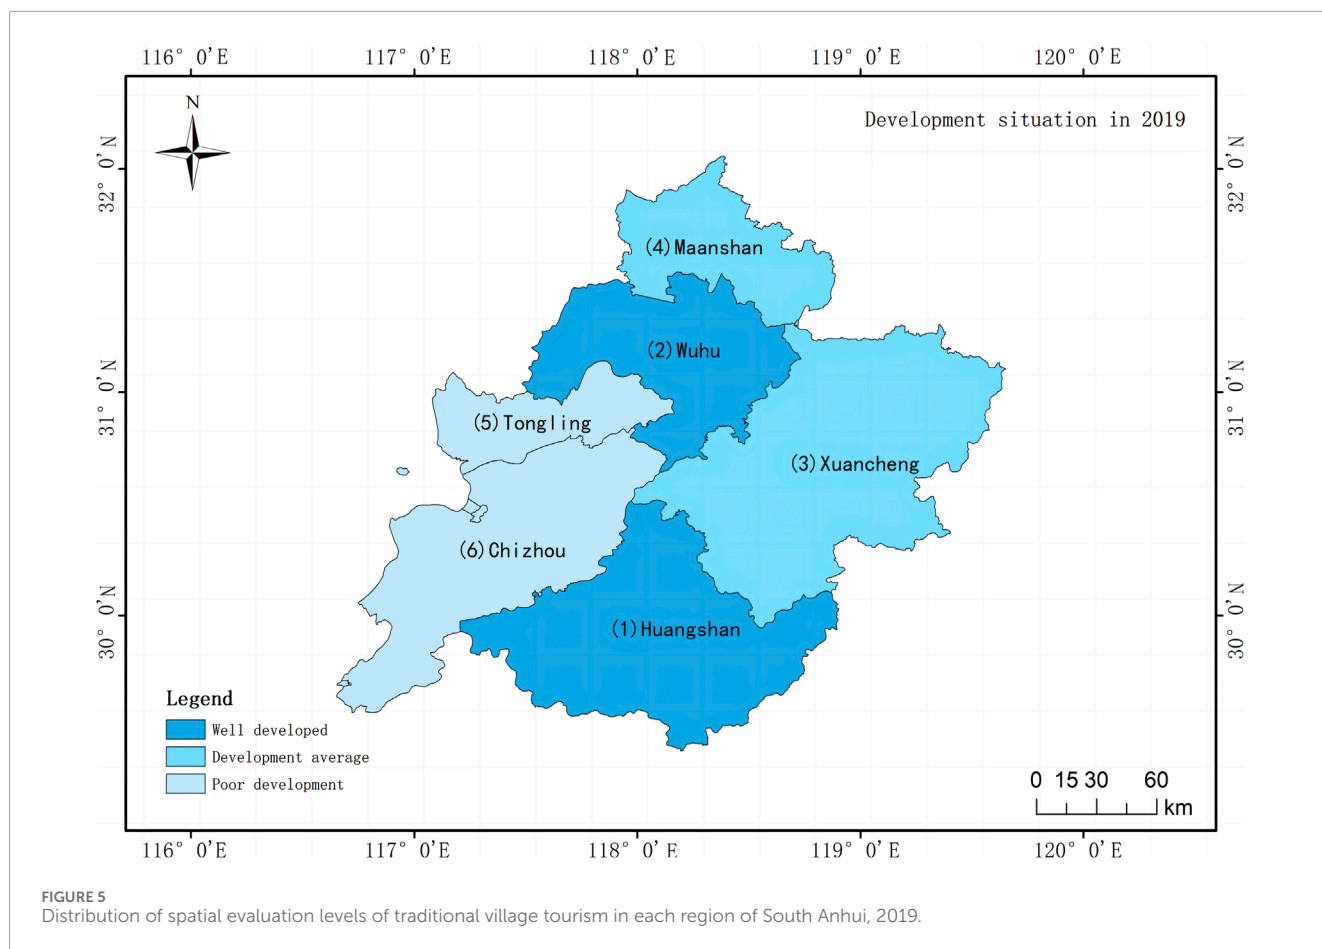 116° 0'E 117° 0'E 118° 0'E 119° 0'E 120° 0'E
N
Development situation in 2019
32° 0'N
32° 0'N
(4)Maanshan
(2)Wuhu
31° 0'N
31° 0'N
(5)Tongling
(3)Xuancheng
(6)Chizhou
30° 0'N
30° 0'N
(1)Huangshan
Legend
Well developed
Development average
Poor development
0 15 30 60
km
116° 0'E 117° 0'E 118° 0'E 119° 0'E 120° 0'E
FIGURE 5
Distribution of spatial evaluation levels of traditional village tourism in each region of South Anhui, 2019.